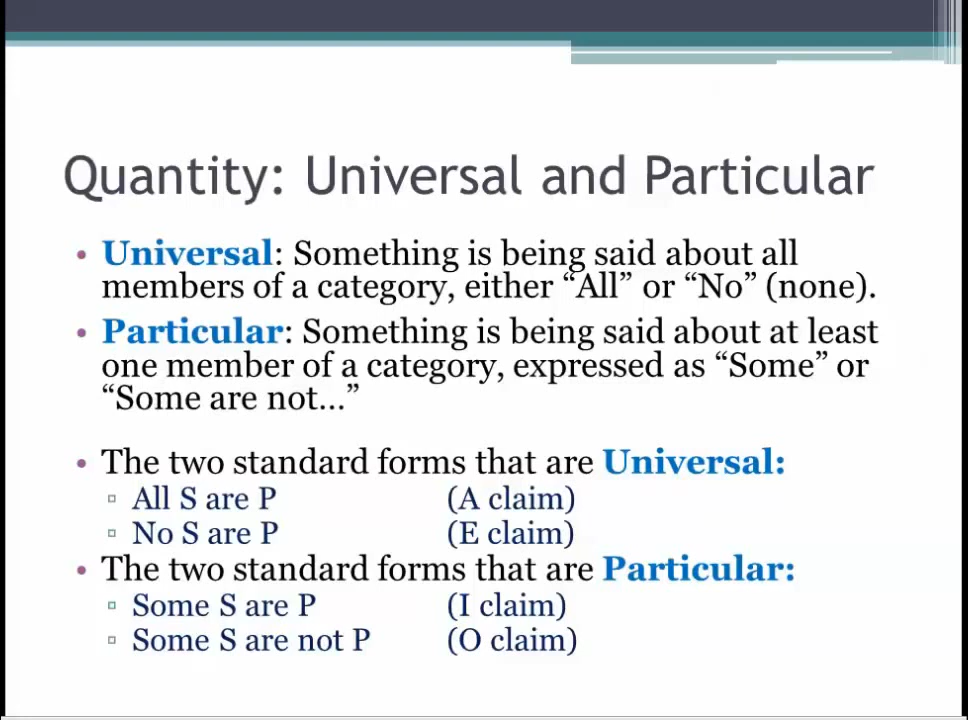 Quantity: Universal and Particular
• Universal: Something is being said about all
members of a category, either “All” or “No” (none).
• Particular: Something is being said about at least
one member of a category, expressed as “Some” or
“Some are not…”
• The two standard forms that are Universal:
▫ All S are P (A claim)
▫ No S are P (E claim)
• The two standard forms that are Particular:
▫ Some S are P (I claim)
▫ Some S are not P (O claim)